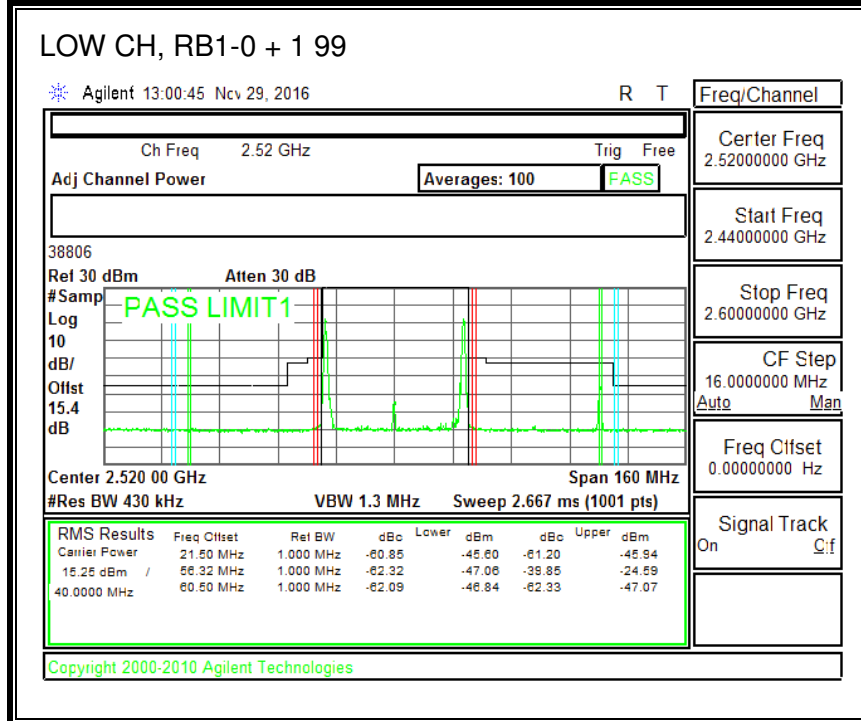 LOW CH, RB1-0 + 1 99
Agilent 13:00:45 Nov 29, 2016 R T
Freq/Channel
Ch Freq 2.52 GHz Trig Free
Adj Channel Power Averages: 100 PASS
Center Freq
2.52000000 GHz
Start Freq
2.44000000 GHz
Stop Freq
2.60000000 GHz
CF Step
16.0000000 MHz
Auto Man
Freq Offset
0.00000000 Hz
Signal Track
On Off
38806
Ref 30 dBm Atten 30 dB
#Samp
Log
10
dB/
Offst
15.4
dB
PASS LIMIT1
Center 2.520 00 GHz Span 160 MHz
#Res BW 430 kHz VBW 1.3 MHz Sweep 2.667 ms (1001 pts)
RMS Results Freq Offset Ref BW dBc Lower dBm dBc Upper dBm
Carrier Power 21.50 MHz 1.000 MHz -60.85 -45.60 -61.20 -45.94
15.25 dBm / 56.32 MHz 1.000 MHz -62.32 -47.06 -39.85 -24.59
40.0000 MHz 60.50 MHz 1.000 MHz -62.09 -46.84 -62.33 -47.07
Copyright 2000-2010 Agilent Technologies